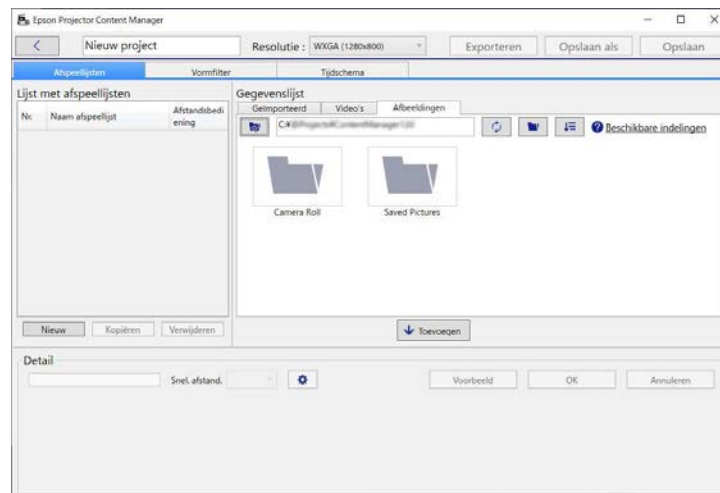 Epson Projector Content Manager
Nieuw project Resolutie : WXGA (1280x800) Exporteren Opslaan als Opslaan
Afspeellijsten Vormfilter Tijdschema
Lijst met afspeellijsten
Nr. Naam afspeellijst Afstandsbedi
ening
Nieuw Kopiëren Verwijderen
Gegevenslijst
Geïmporteerd Video's Afbeeldingen
Beschikbare indelingen
Camera Roll Saved Pictures
Toevoegen
Detail
Snel. afstand. Voorbeeld OK Annuleren